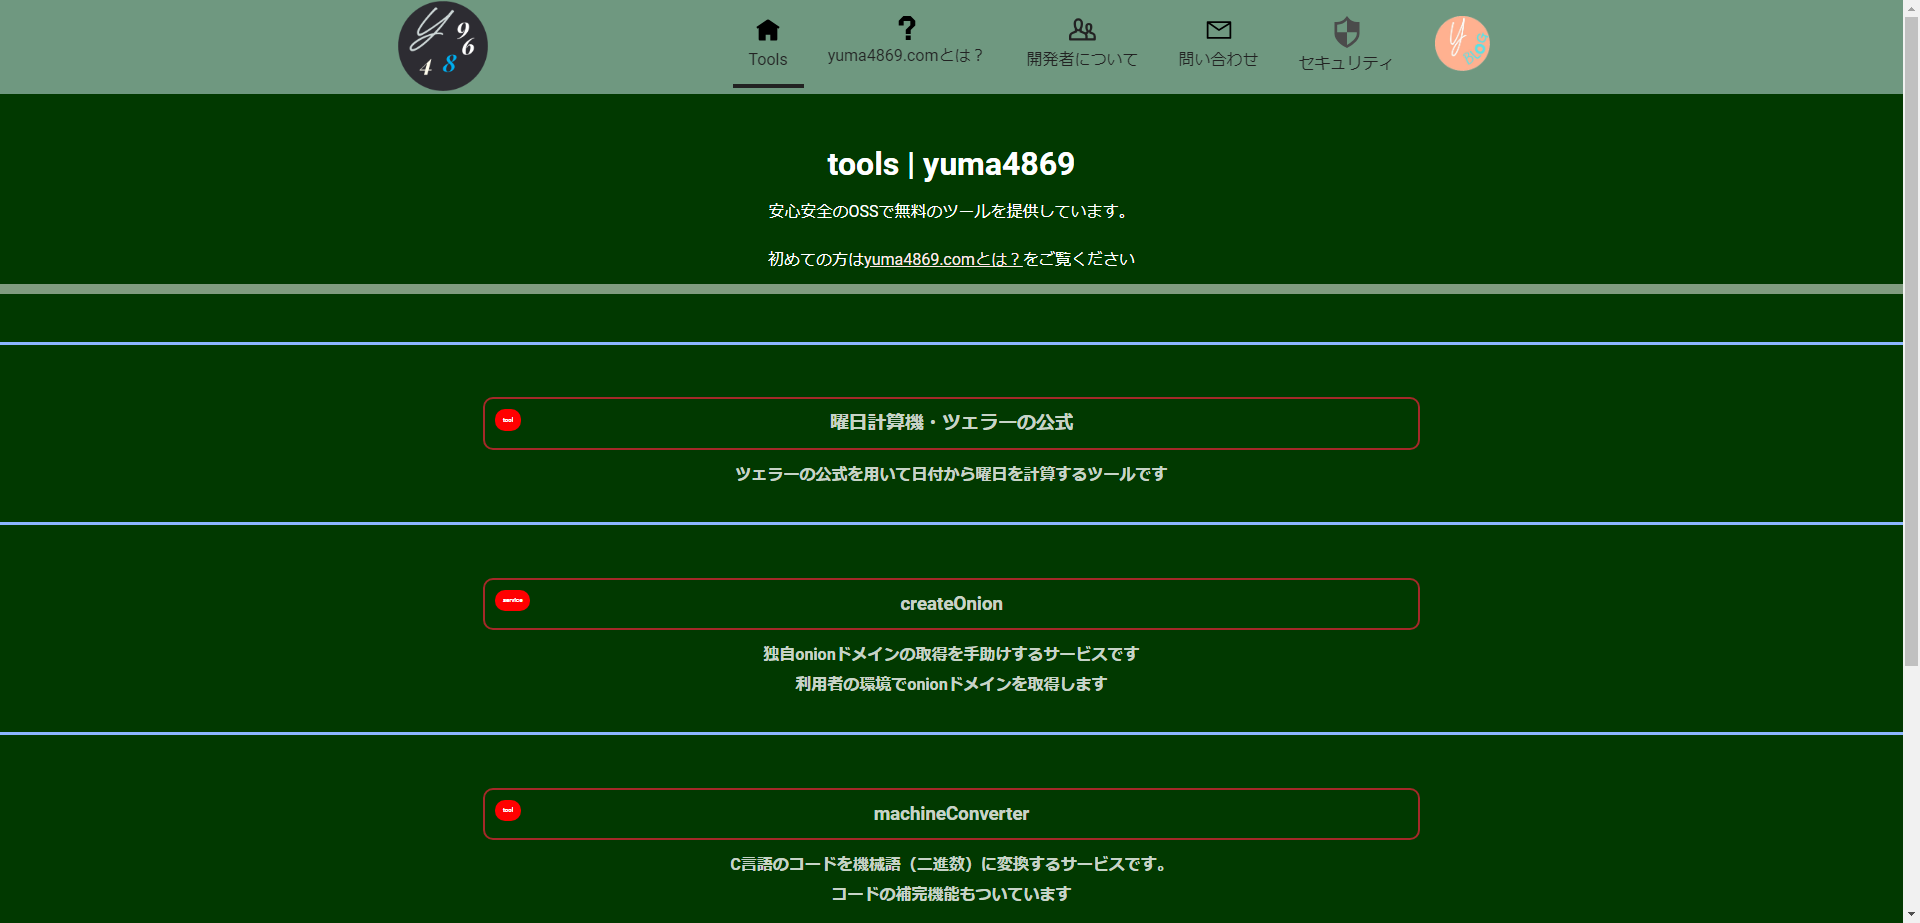 Y 96
4 8
Tools
yuma4869.comとは？
開発者について
問い合わせ
セキュリティ
tools | yuma4869
安心安全のOSSで無料のツールを提供しています。
初めての方はyuma4869.comとは？をご覧ください
tool
曜日計算機・ツェラーの公式
ツェラーの公式を用いて日付から曜日を計算するツールです
service
createOnion
独自onionドメインの取得を手助けするサービスです
利用者の環境でonionドメインを取得します
tool
machineConverter
C言語のコードを機械語（二進数）に変換するサービスです。
コードの補完機能もついています